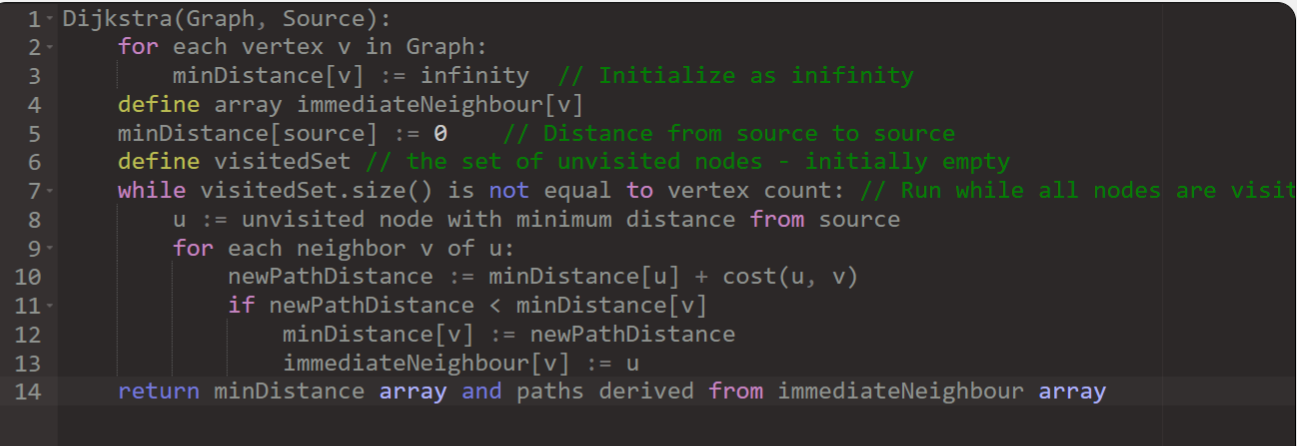 1 Dijkstra(Graph, Source):
2 for each vertex v in Graph:
3 minDistance[v] := infinity // Initialize as inifinity
4 define array immediateNeighbour[v]
5 minDistance[source] := 0 // Distance from source to source
6 define visitedSet // the set of unvisited nodes - initially empty
7 while visitedSet.size() is not equal to vertex count: // Run while all nodes are visit
8 u := unvisited node with minimum distance from source
9 for each neighbor v of u:
10 newPathDistance := minDistance[u] + cost(u, v)
11 if newPathDistance < minDistance[v]
12 minDistance[v] := newPathDistance
13 immediateNeighbour[v] := u
14 return minDistance array and paths derived from immediateNeighbour array